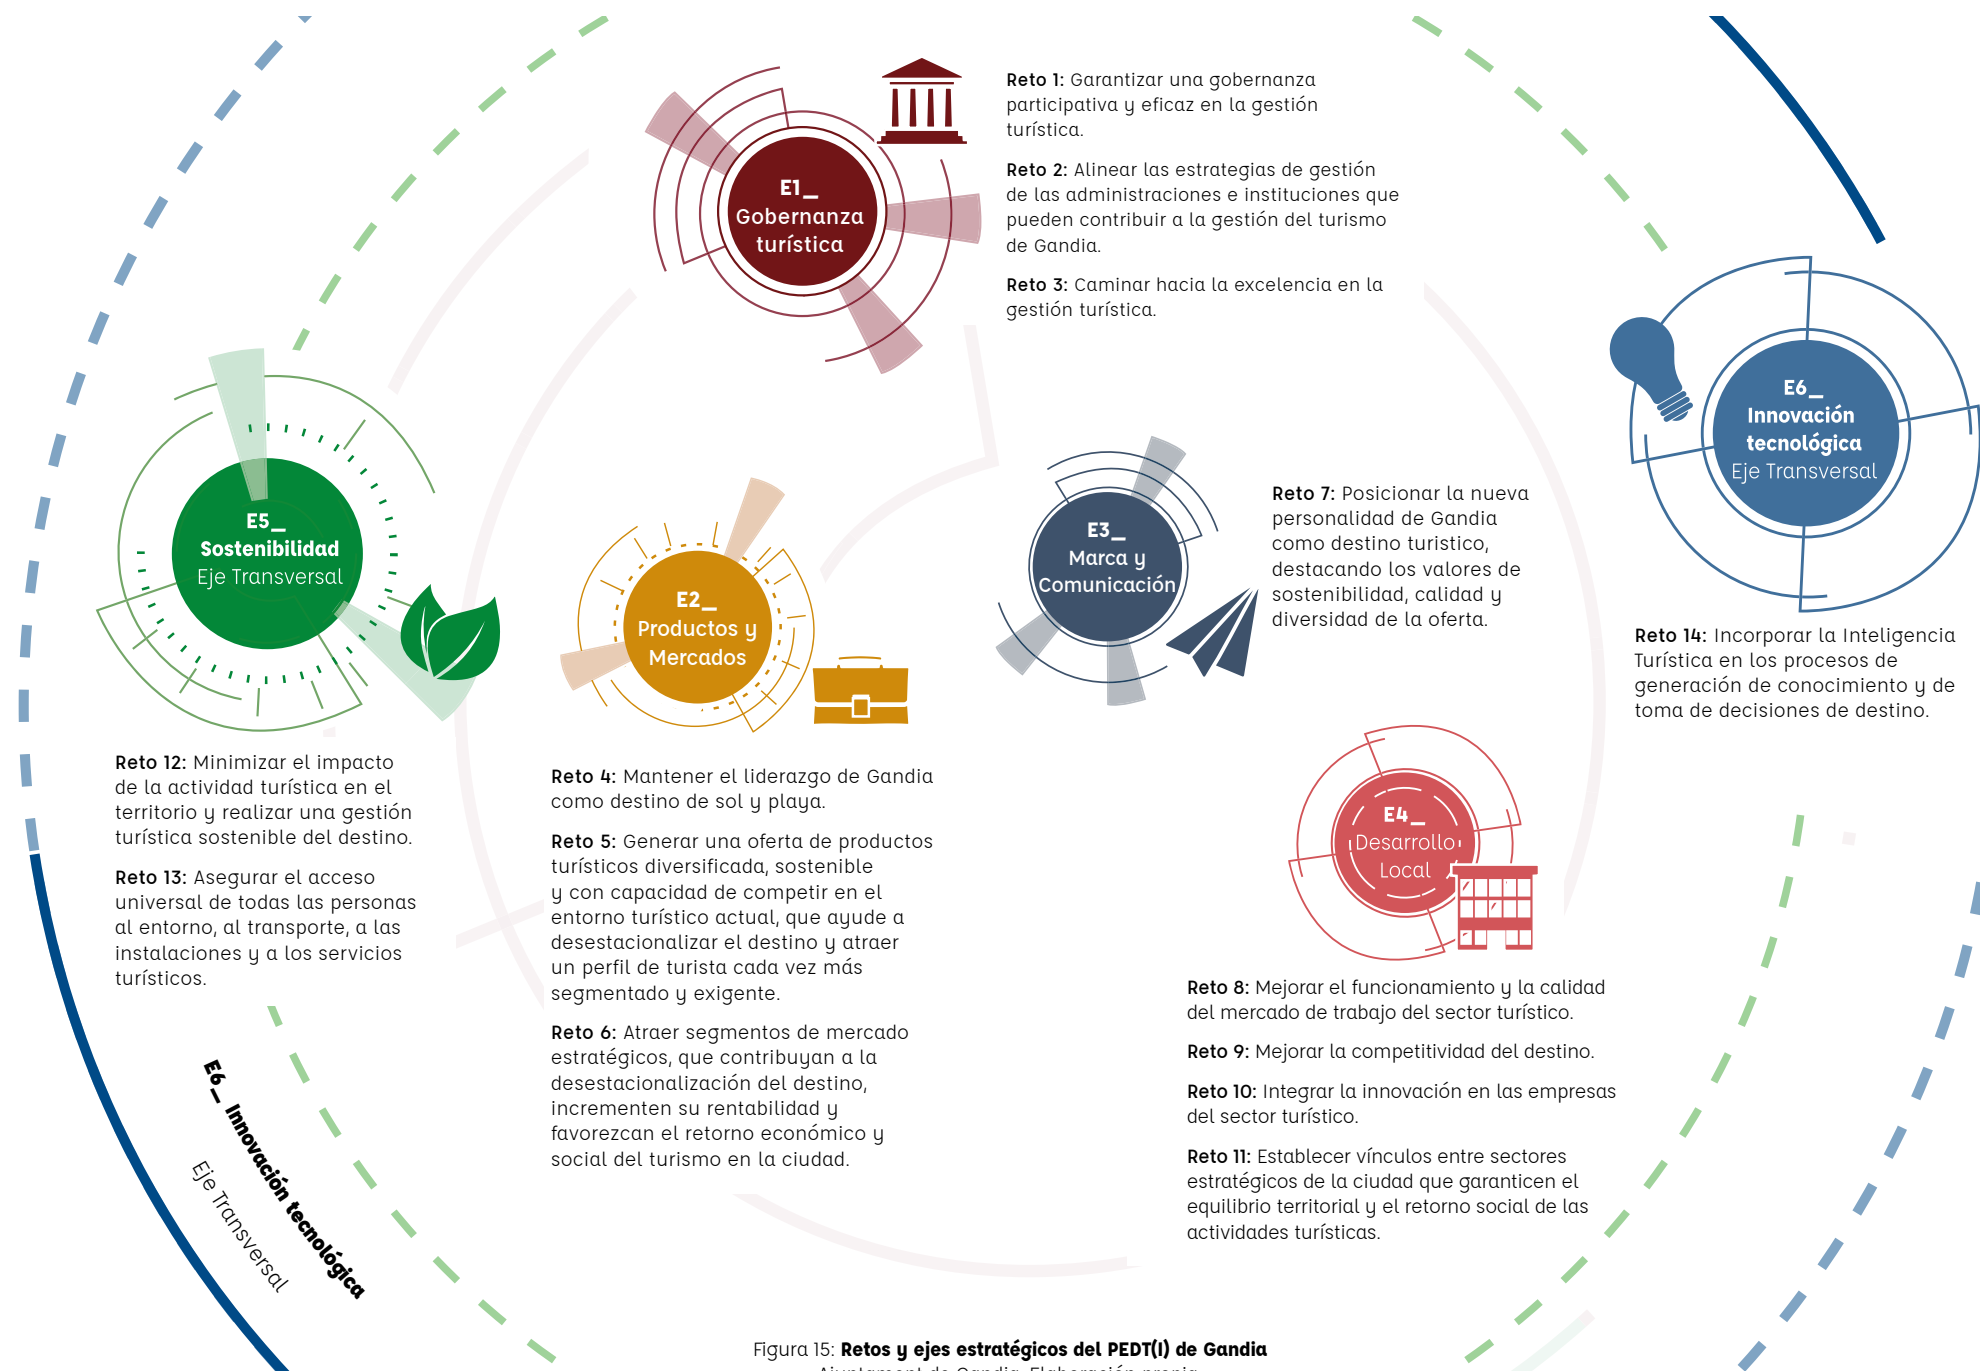 E1_
Gobernanza
turística
Reto 1: Garantizar una gobernanza
participativa y eficaz en la gestión
turística.
Reto 2: Alinear las estrategias de gestión
de las administraciones e instituciones que
pueden contribuir a la gestión del turismo
de Gandia.
Reto 3: Caminar hacia la excelencia en la
gestión turística.
E5_
Sostenibilidad
Eje Transversal
Reto 12: Minimizar el impacto
de la actividad turística en el
territorio y realizar una gestión
turística sostenible del destino.
Reto 13: Asegurar el acceso
universal de todas las personas
al entorno, al transporte, a las
instalaciones y a los servicios
turísticos.
E2_
Productos y
Mercados
Reto 4: Mantener el liderazgo de Gandia
como destino de sol y playa.
Reto 5: Generar una oferta de productos
turísticos diversificada, sostenible
y con capacidad de competir en el
entorno turístico actual, que ayude a
desestacionalizar el destino y atraer
un perfil de turista cada vez más
segmentado y exigente.
Reto 6: Atraer segmentos de mercado
estratégicos, que contribuyan a la
desestacionalización del destino,
incrementen su rentabilidad y
favorezcan el retorno económico y
social del turismo en la ciudad.
E3_
Marca y
Comunicación
Reto 7: Posicionar la nueva
personalidad de Gandia
como destino turistico,
destacando los valores de
sostenibilidad, calidad y
diversidad de la oferta.
E6_
Innovación
tecnológica
Eje Transversal
Reto 14: Incorporar la Inteligencia
Turística en los procesos de
generación de conocimiento y de
toma de decisiones de destino.
E4_
Desarrollo
Local
Reto 8: Mejorar el funcionamiento y la calidad
del mercado de trabajo del sector turístico.
Reto 9: Mejorar la competitividad del destino.
Reto 10: Integrar la innovación en las empresas
del sector turístico.
Reto 11: Establecer vínculos entre sectores
estratégicos de la ciudad que garanticen el
equilibrio territorial y el retorno social de las
actividades turísticas.
E6_ Innovación tecnológica
Eje Transversal
Figura 15: Retos y ejes estratégicos del PEDT(I) de Gandia
Ajuntament de Gandia. Elaboración propia